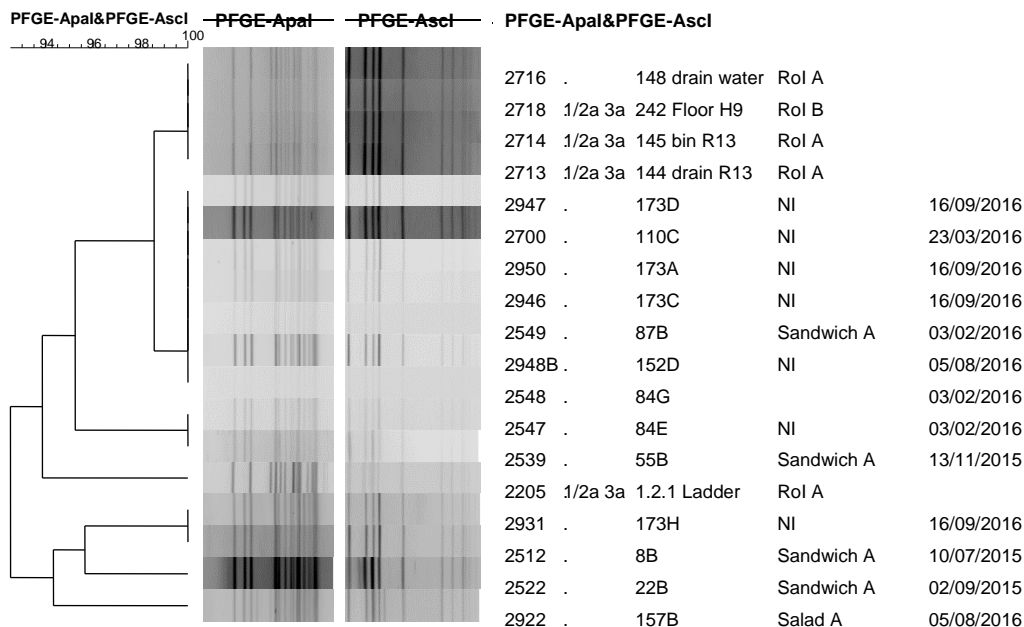 PFGE-ApaI&PFGE-AscI PFGE-ApaI PFGE-AscI PFGE-ApaI&PFGE-AscI
94 96 98 100
2716 . 148 drain water RoI A
2718 1/2a 3a 242 Floor H9 RoI B
2714 1/2a 3a 145 bin R13 RoI A
2713 1/2a 3a 144 drain R13 RoI A
2947 . 173D NI 16/09/2016
2700 . 110C NI 23/03/2016
2950 . 173A NI 16/09/2016
2946 . 173C NI 16/09/2016
2549 . 87B Sandwich A 03/02/2016
2948B . 152D NI 05/08/2016
2548 . 84G 03/02/2016
2547 . 84E NI 03/02/2016
2539 . 55B Sandwich A 13/11/2015
2205 1/2a 3a 1.2.1 Ladder RoI A
2931 . 173H NI 16/09/2016
2512 . 8B Sandwich A 10/07/2015
2522 . 22B Sandwich A 02/09/2015
2922 . 157B Salad A 05/08/2016